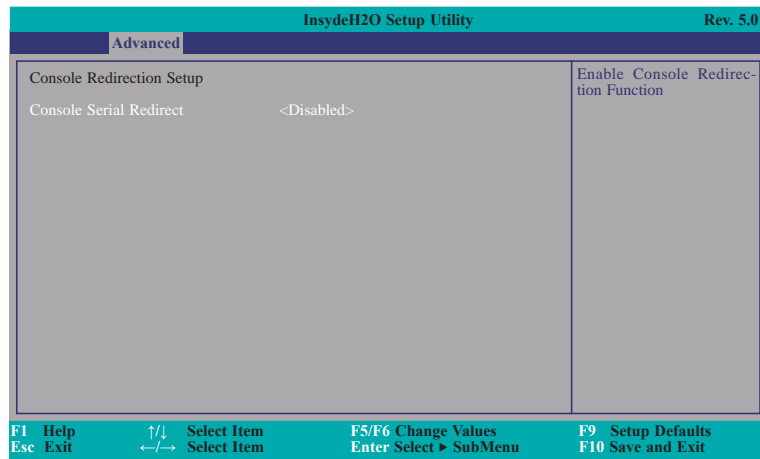 InsydeH2O Setup Utility Rev. 5.0
Advanced
Console Redirection Setup
Console Serial Redirect <Disabled>
Enable Console Redirec-
tion Function
F1 Help ↑/↓ Select Item F5/F6 Change Values F9 Setup Defaults
Esc Exit ←/→ Select Item Enter Select ▶ SubMenu F10 Save and Exit